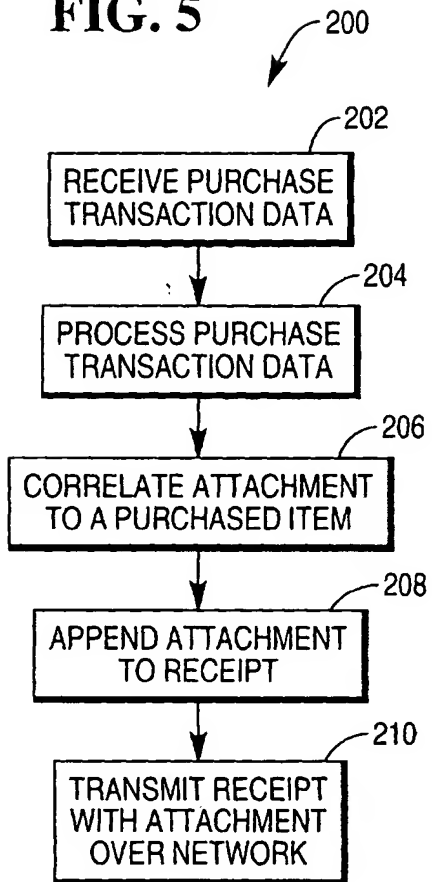 FIG. 5
200
202
RECEIVE PURCHASE
TRANSACTION DATA
204
PROCESS PURCHASE
TRANSACTION DATA
206
CORRELATE ATTACHMENT
TO A PURCHASED ITEM
208
APPEND ATTACHMENT
TO RECEIPT
210
TRANSMIT RECEIPT
WITH ATTACHMENT
OVER NETWORK